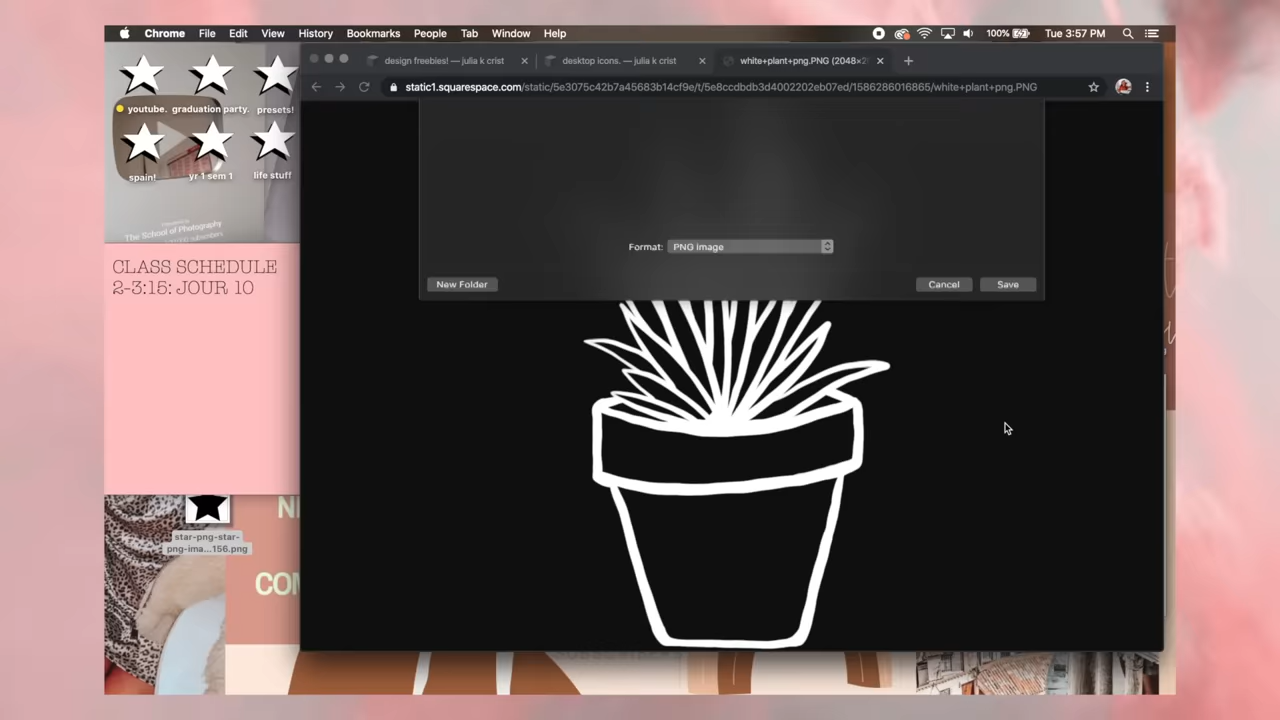 Chrome File Edit View History Bookmarks People Tab Window Help 100% Tue 3:57 PM
design freebies! — julia k crist
desktop icons. — julia k crist
white+plant+png.PNG (2048×2
static1.squarespace.com/static/5e3075c42b7a45683b14cf9e/t/5e8ccdbdb3d4002202eb07ed/1586286016865/white+plant+png.PNG
youtube. graduation party. presets!
spain! yr 1 sem 1 life stuff
The School of Photography
CLASS SCHEDULE
2-3:15: JOUR 10
Format: PNG image
New Folder Cancel Save
star-png-star-
png-ima...156.png
COM